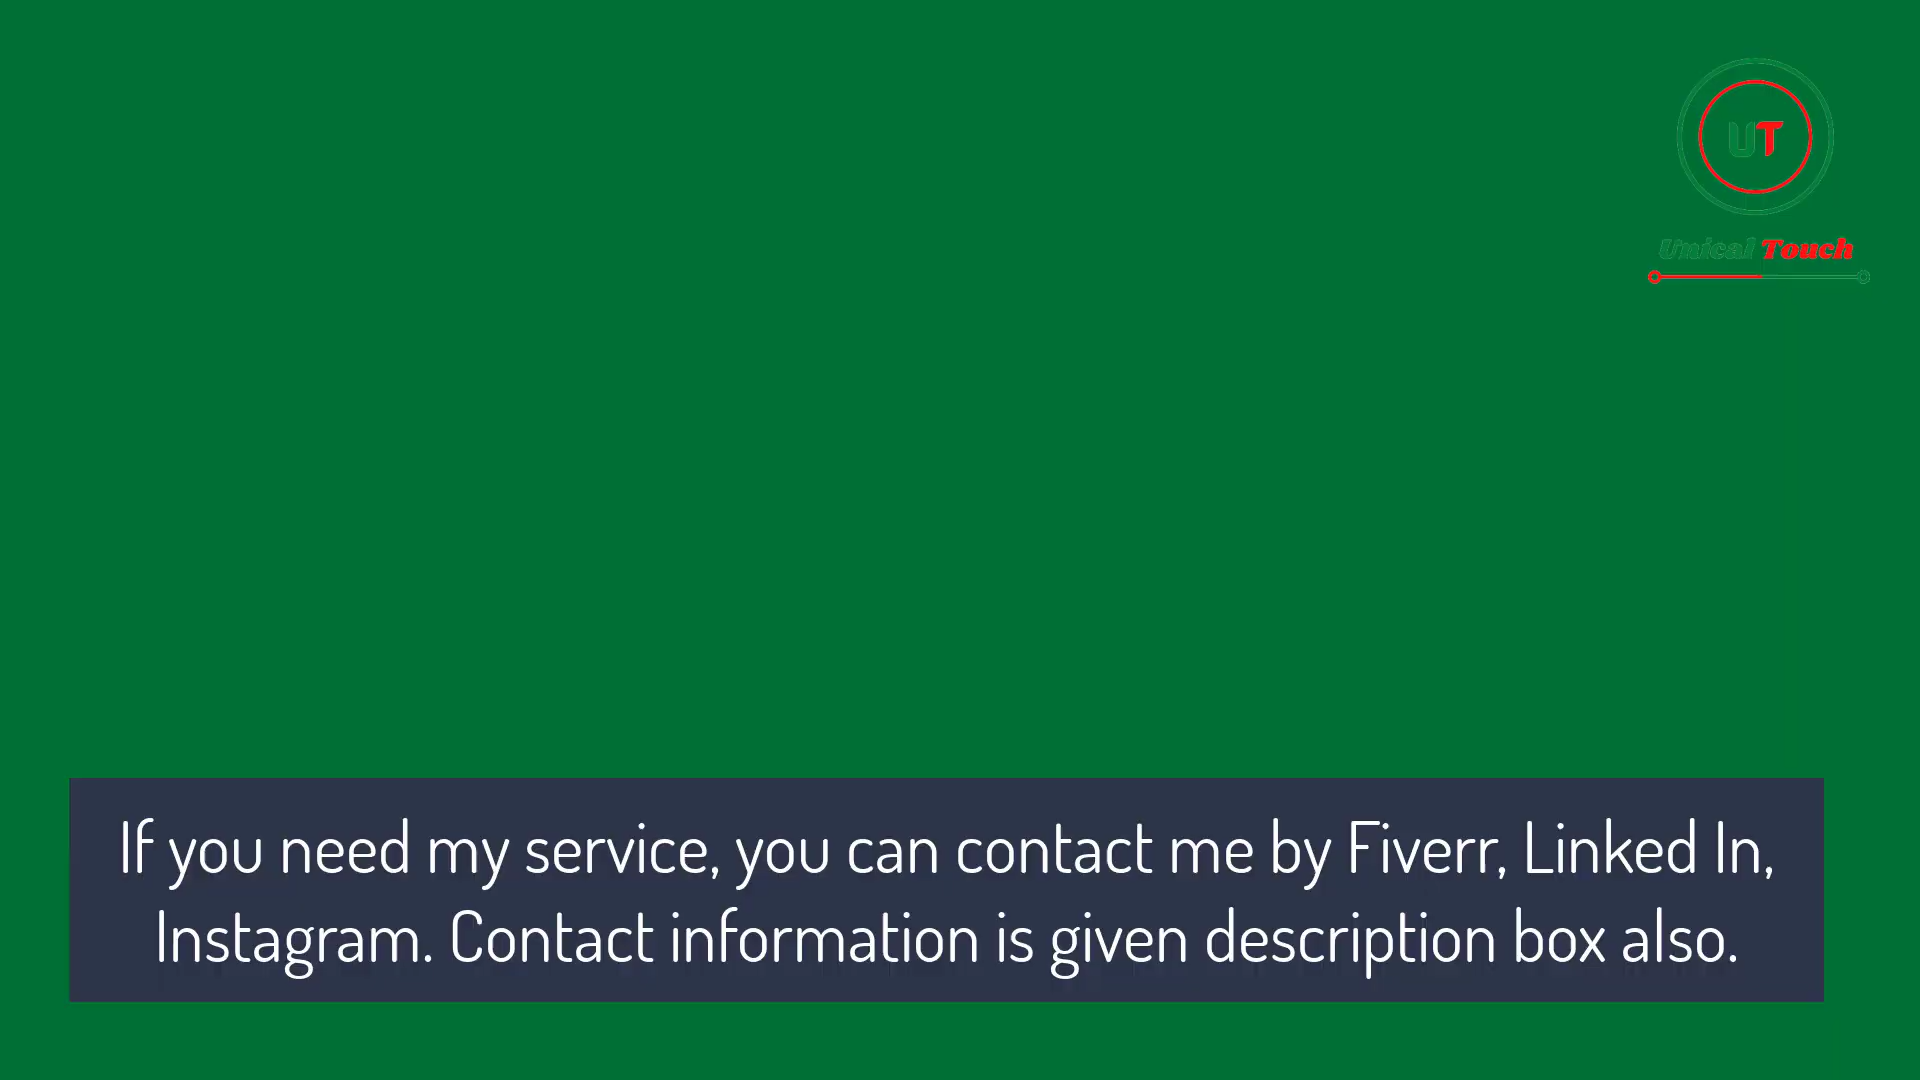 UT
Unical Touch
If you need my service, you can contact me by Fiverr, Linked In,
Instagram. Contact information is given description box also.